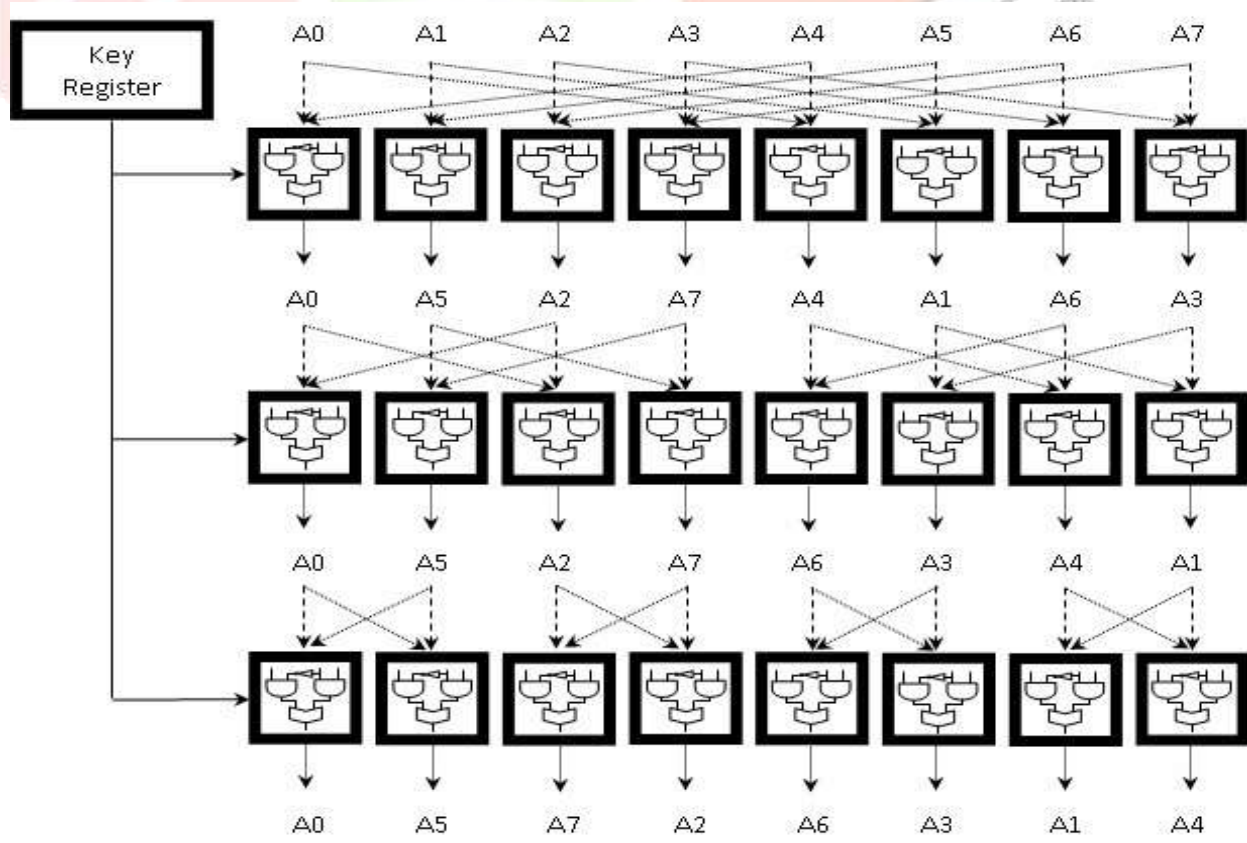 Key
Register
A0 A1 A2 A3 A4 A5 A6 A7
A0 A5 A2 A7 A4 A1 A6 A3
A0 A5 A2 A7 A6 A3 A4 A1
A0 A5 A7 A2 A6 A3 A1 A4